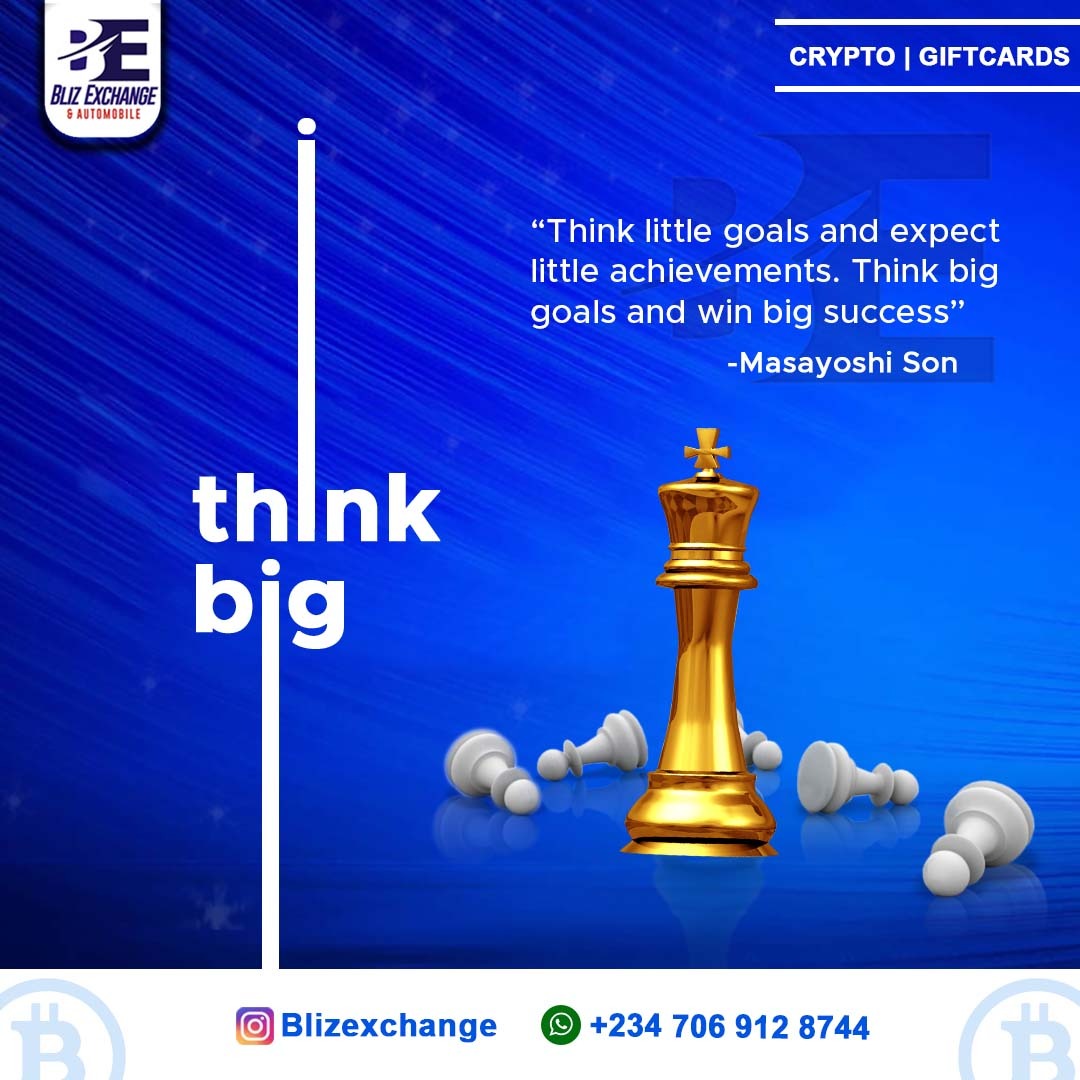 BE
BLIZ EXCHANGE
& AUTOMOBILE
CRYPTO | GIFTCARDS
“Think little goals and expect
little achievements. Think big
goals and win big success”
-Masayoshi Son
think
big
Blizexchange
+234 706 912 8744